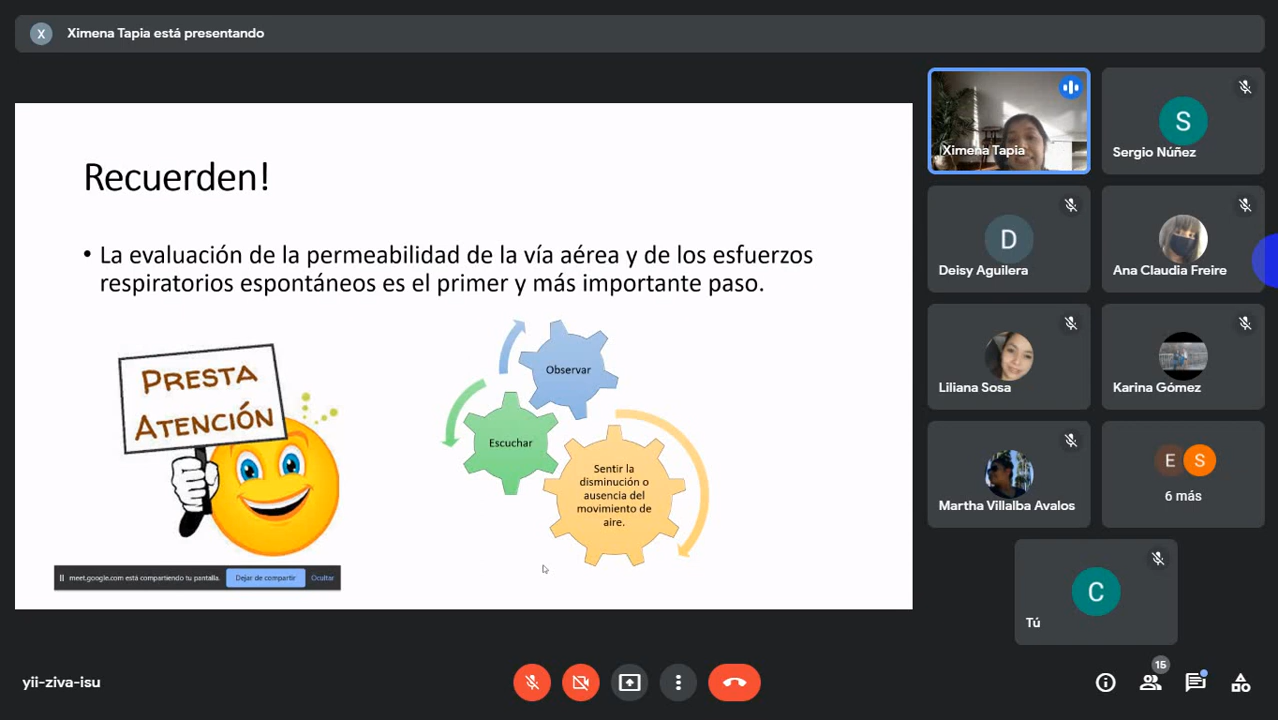 X
Ximena Tapia está presentando
Recuerden!
• La evaluación de la permeabilidad de la vía aérea y de los esfuerzos
respiratorios espontáneos es el primer y más importante paso.
PRESTA
ATENCIÓN
Observar
Escuchar
Sentir la
disminución o
ausencia del
movimiento de
aire.
meet.google.com está compartiendo tu pantalla.
Dejar de compartir
Ocultar
Ximena Tapia
S
Sergio Núñez
D
Deisy Aguilera
Ana Claudia Freire
Liliana Sosa
Karina Gómez
Martha Villalba Avalos
E S
6 más
C
Tú
yii-ziva-isu
15